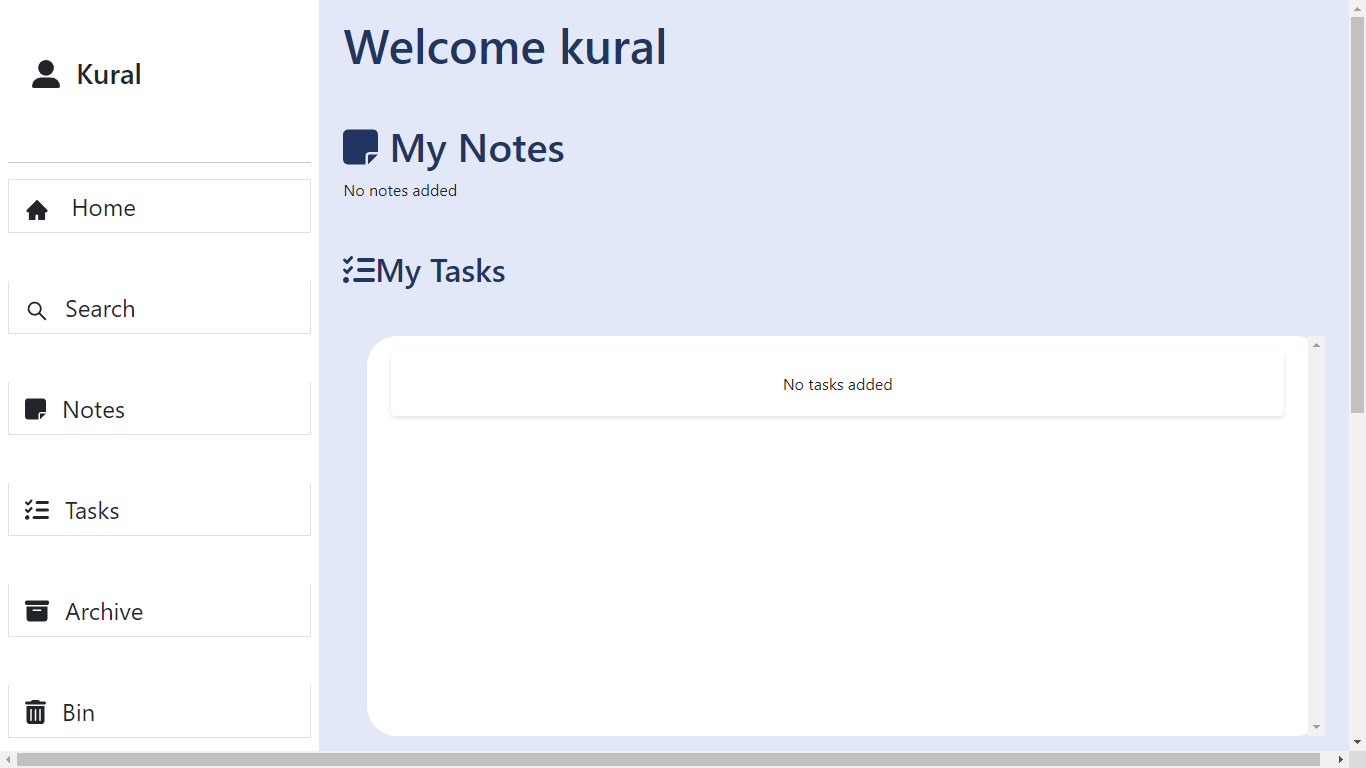 Kural
Home
Search
Notes
Tasks
Archive
Bin
Welcome kural
My Notes
No notes added
My Tasks
No tasks added